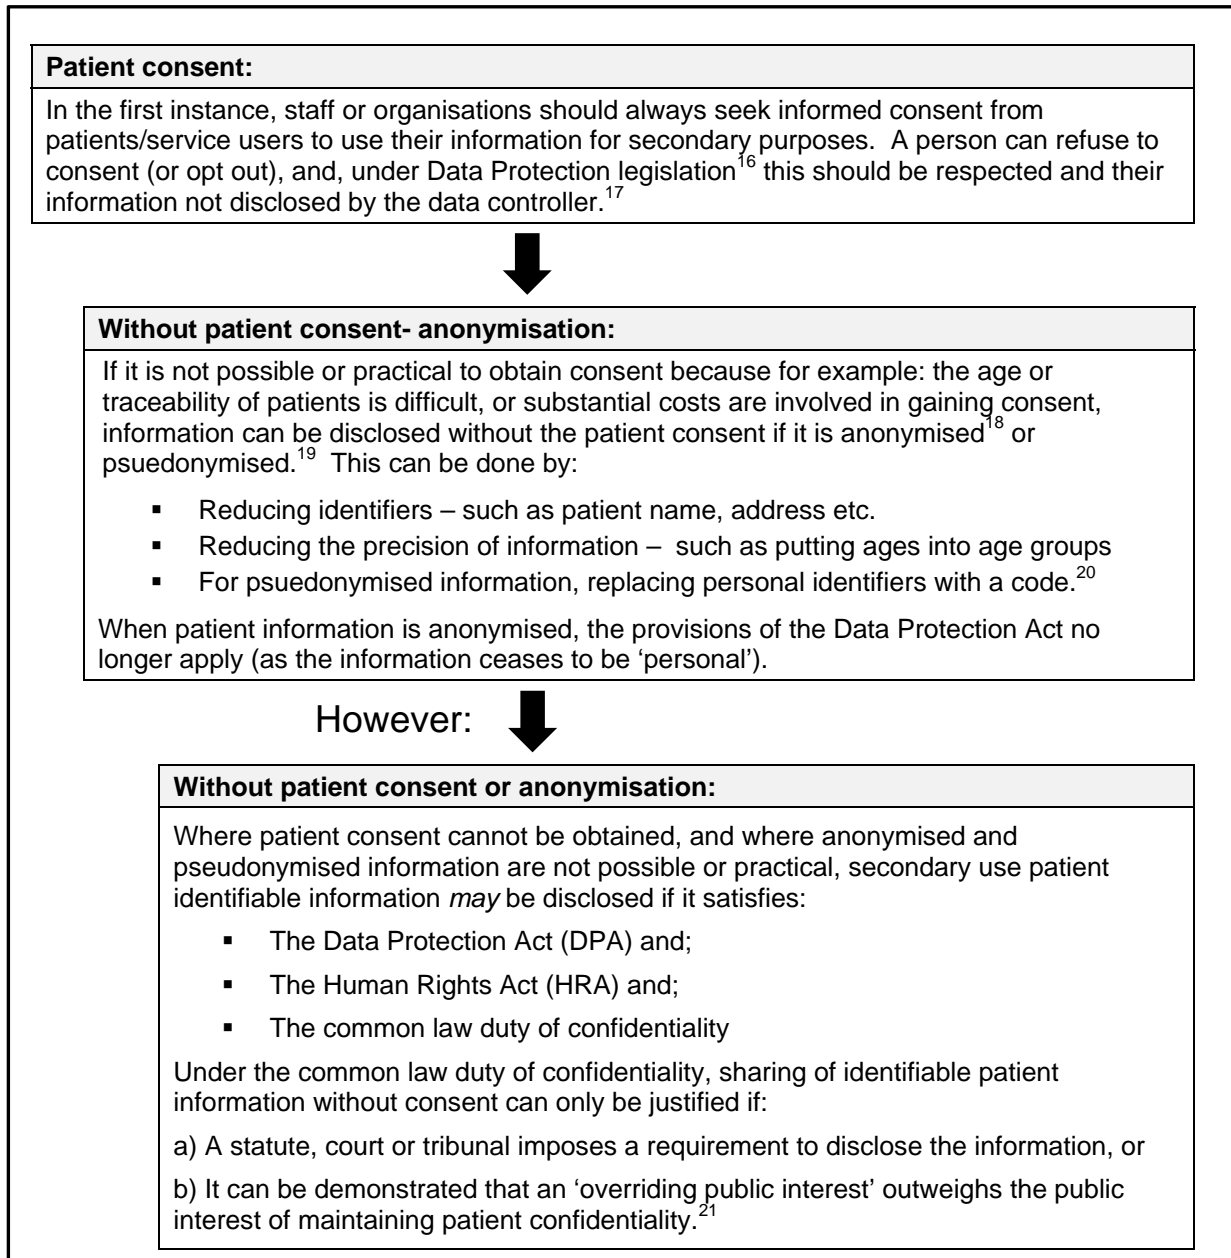 Patient consent:
In the first instance, staff or organisations should always seek informed consent from
patients/service users to use their information for secondary purposes.  A person can refuse to
consent (or opt out), and, under Data Protection legislation16 this should be respected and their
information not disclosed by the data controller.17
Without patient consent- anonymisation:
If it is not possible or practical to obtain consent because for example: the age or
traceability of patients is difficult, or substantial costs are involved in gaining consent,
information can be disclosed without the patient consent if it is anonymised18 or
psuedonymised.19  This can be done by:
▪ Reducing identifiers – such as patient name, address etc.
▪ Reducing the precision of information –  such as putting ages into age groups
▪ For psuedonymised information, replacing personal identifiers with a code.20
When patient information is anonymised, the provisions of the Data Protection Act no
longer apply (as the information ceases to be ‘personal’).
However:
Without patient consent or anonymisation:
Where patient consent cannot be obtained, and where anonymised and
pseudonymised information are not possible or practical, secondary use patient
identifiable information may be disclosed if it satisfies:
▪ The Data Protection Act (DPA) and;
▪ The Human Rights Act (HRA) and;
▪ The common law duty of confidentiality
Under the common law duty of confidentiality, sharing of identifiable patient
information without consent can only be justified if:
a) A statute, court or tribunal imposes a requirement to disclose the information, or
b) It can be demonstrated that an ‘overriding public interest’ outweighs the public
interest of maintaining patient confidentiality.21